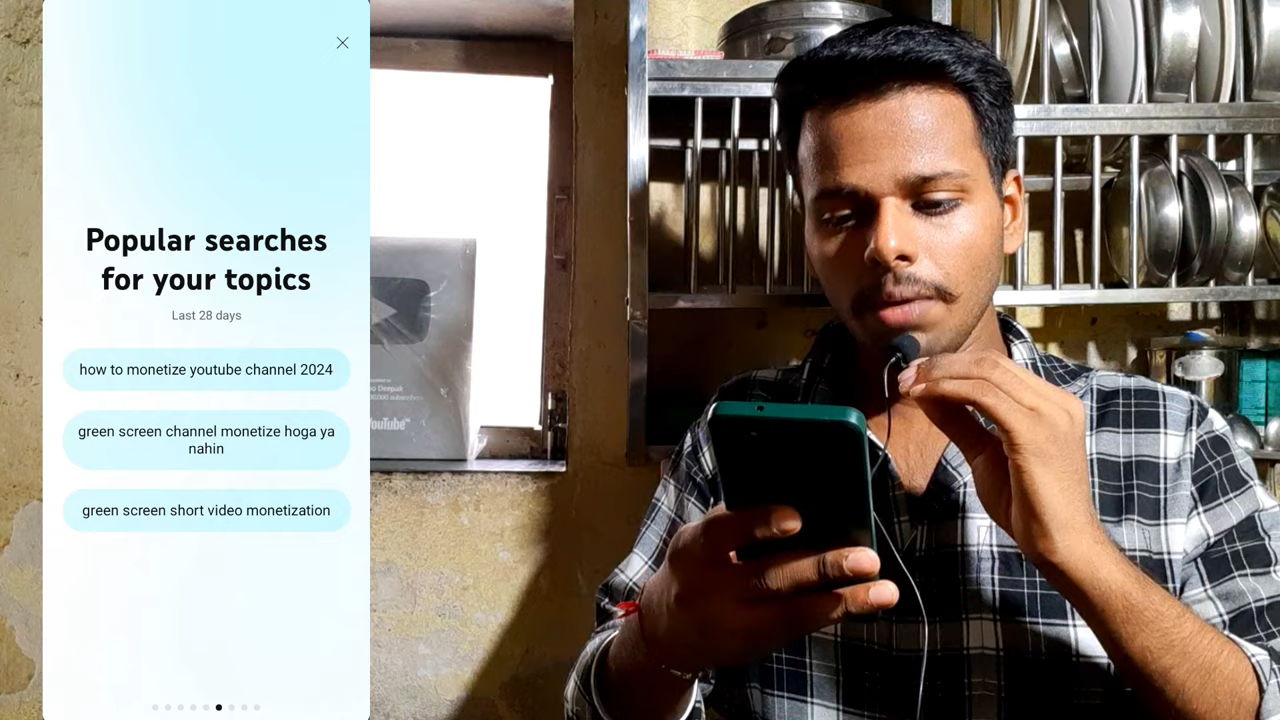 Popular searches
for your topics
Last 28 days
how to monetize youtube channel 2024
green screen channel monetize hoga ya
nahin
green screen short video monetization
Deepak
YouTube